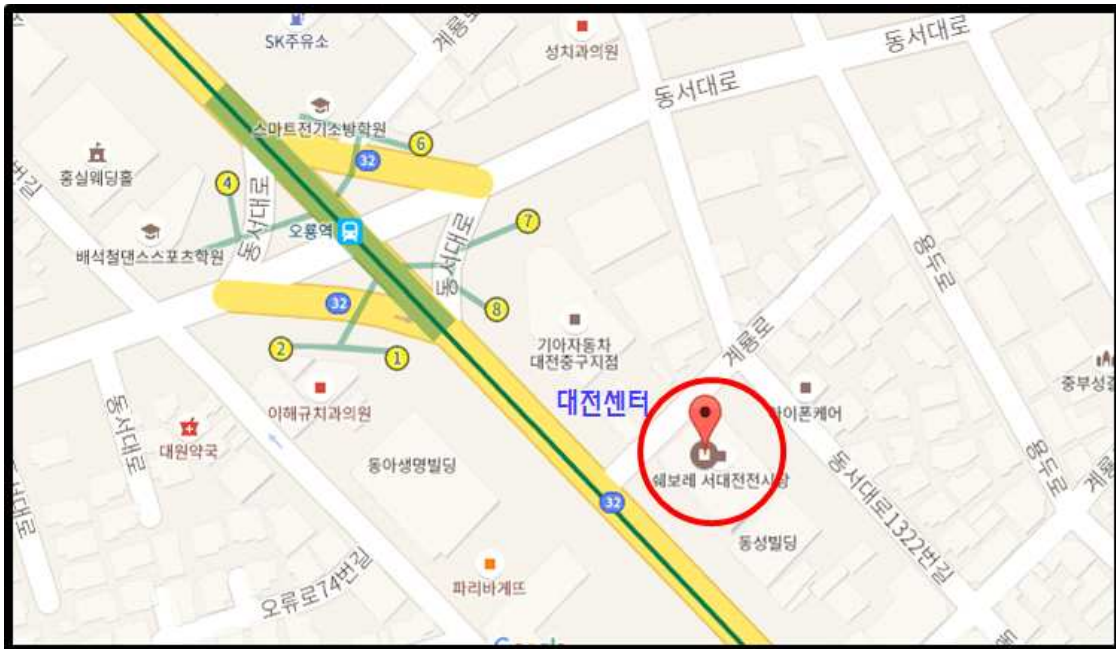 SK주유소
계룡로
성치과의원
동서대로
동서대로
스마트전기소방학원
6
32
홍실웨딩홀
번길
4
동서대로
오룡역
7
동서대로
배석철댄스스포츠학원
용두로
32
8
기아자동차
대전중구지점
계룡로
2
1
중부성결
이해규치과의원
대전센터
아이폰케어
동서대로
대원약국
동아생명빌딩
쉐보레 서대전전시장
용두로
계룡
서대로
32
동서대로1322번길
동성빌딩
파리바게뜨
오류로74번길
Google